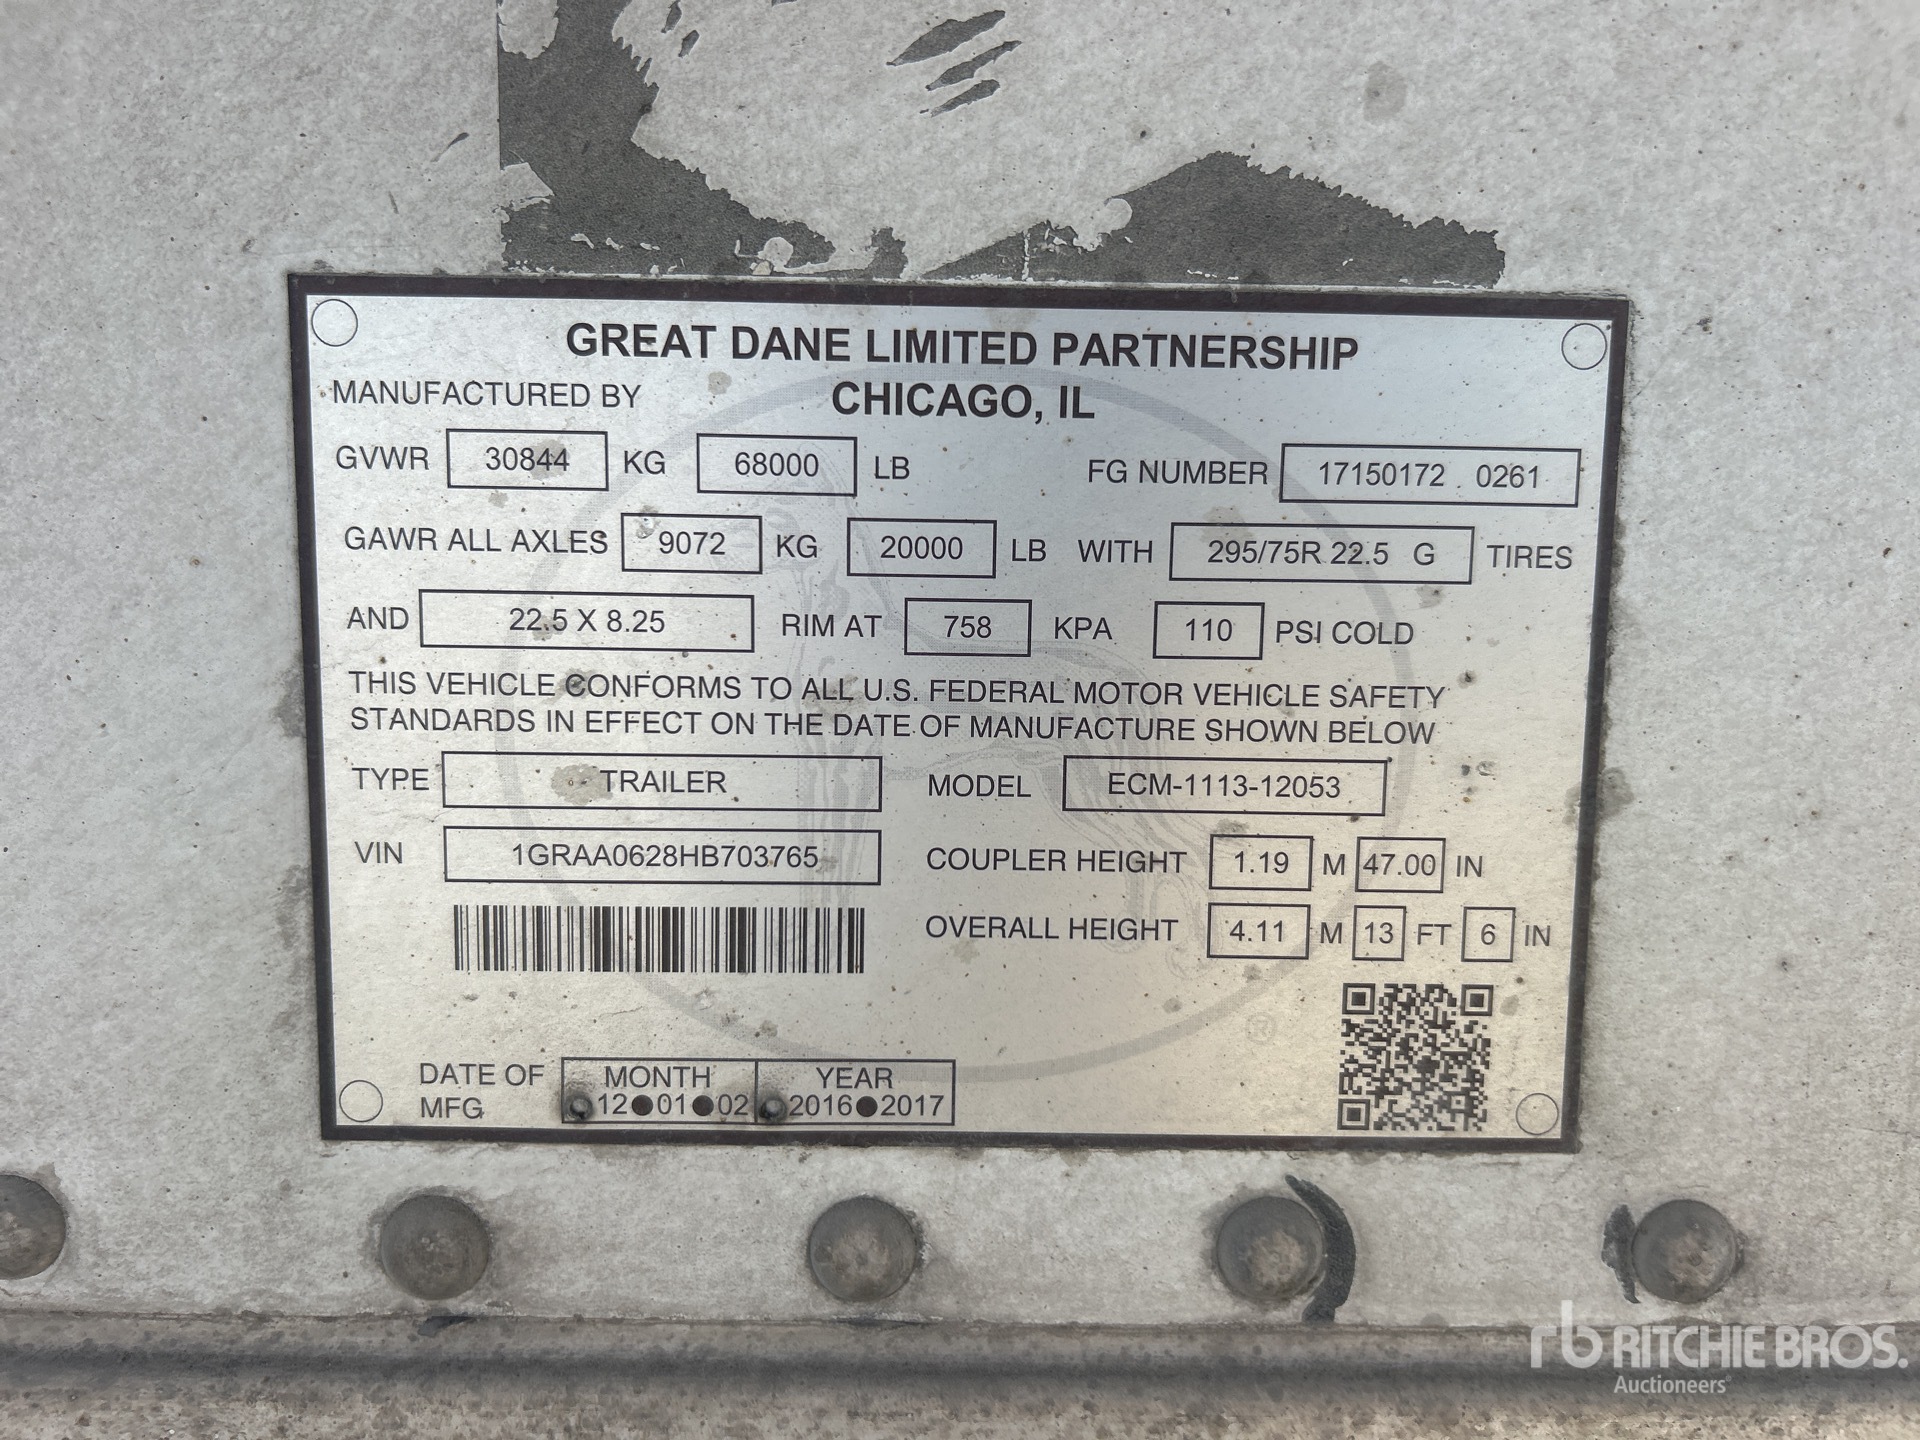 GREAT DANE LIMITED PARTNERSHIP
MANUFACTURED BY CHICAGO, IL
GVWR 30844 KG 68000 LB FG NUMBER 17150172 0261
GAWR ALL AXLES 9072 KG 20000 LB WITH 295/75R 22.5 G TIRES
AND 22.5 X 8.25 RIM AT 758 KPA 110 PSI COLD
THIS VEHICLE CONFORMS TO ALL U.S. FEDERAL MOTOR VEHICLE SAFETY
STANDARDS IN EFFECT ON THE DATE OF MANUFACTURE SHOWN BELOW
TYPE TRAILER MODEL ECM-1113-12053
VIN 1GRAA0628HB703765 COUPLER HEIGHT 1.19 M 47.00 IN
OVERALL HEIGHT 4.11 M 13 FT 6 IN
®
DATE OF MONTH YEAR
MFG 12 01 02 2016 2017
rb RITCHIE BROS.
Auctioneers